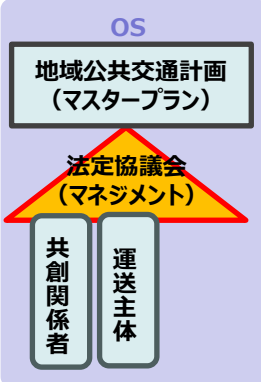 OS
地域公共交通計画
（マスタープラン）
法定協議会
（マネジメント）
共創関係者
運送主体